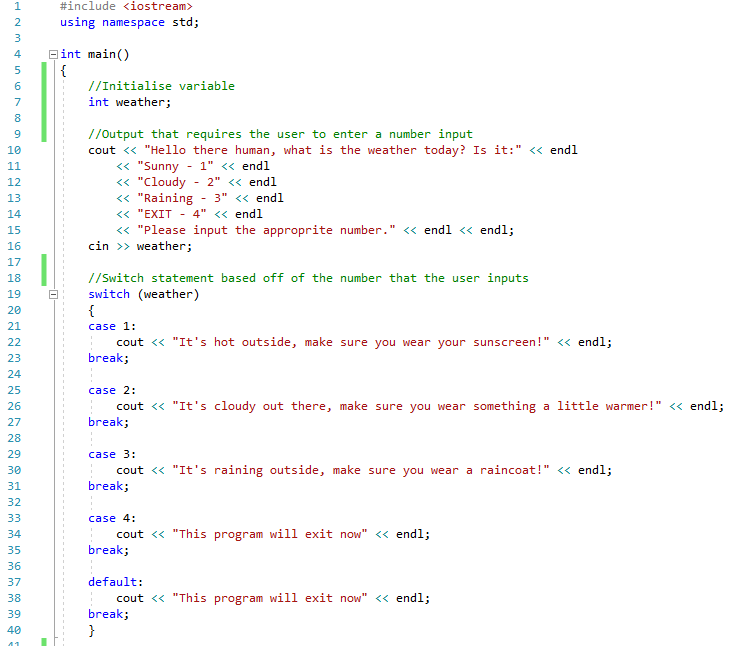 1 #include <iostream>
2 using namespace std;
3
4 int main()
5 {
6 //Initialise variable
7 int weather;
8
9 //Output that requires the user to enter a number input
10 cout << "Hello there human, what is the weather today? Is it:" << endl
11 << "Sunny - 1" << endl
12 << "Cloudy - 2" << endl
13 << "Raining - 3" << endl
14 << "EXIT - 4" << endl
15 << "Please input the approprite number." << endl << endl;
16 cin >> weather;
17
18 //Switch statement based off of the number that the user inputs
19 switch (weather)
20 {
21 case 1:
22 cout << "It's hot outside, make sure you wear your sunscreen!" << endl;
23 break;
24
25 case 2:
26 cout << "It's cloudy out there, make sure you wear something a little warmer!" << endl;
27 break;
28
29 case 3:
30 cout << "It's raining outside, make sure you wear a raincoat!" << endl;
31 break;
32
33 case 4:
34 cout << "This program will exit now" << endl;
35 break;
36
37 default:
38 cout << "This program will exit now" << endl;
39 break;
40 }
41